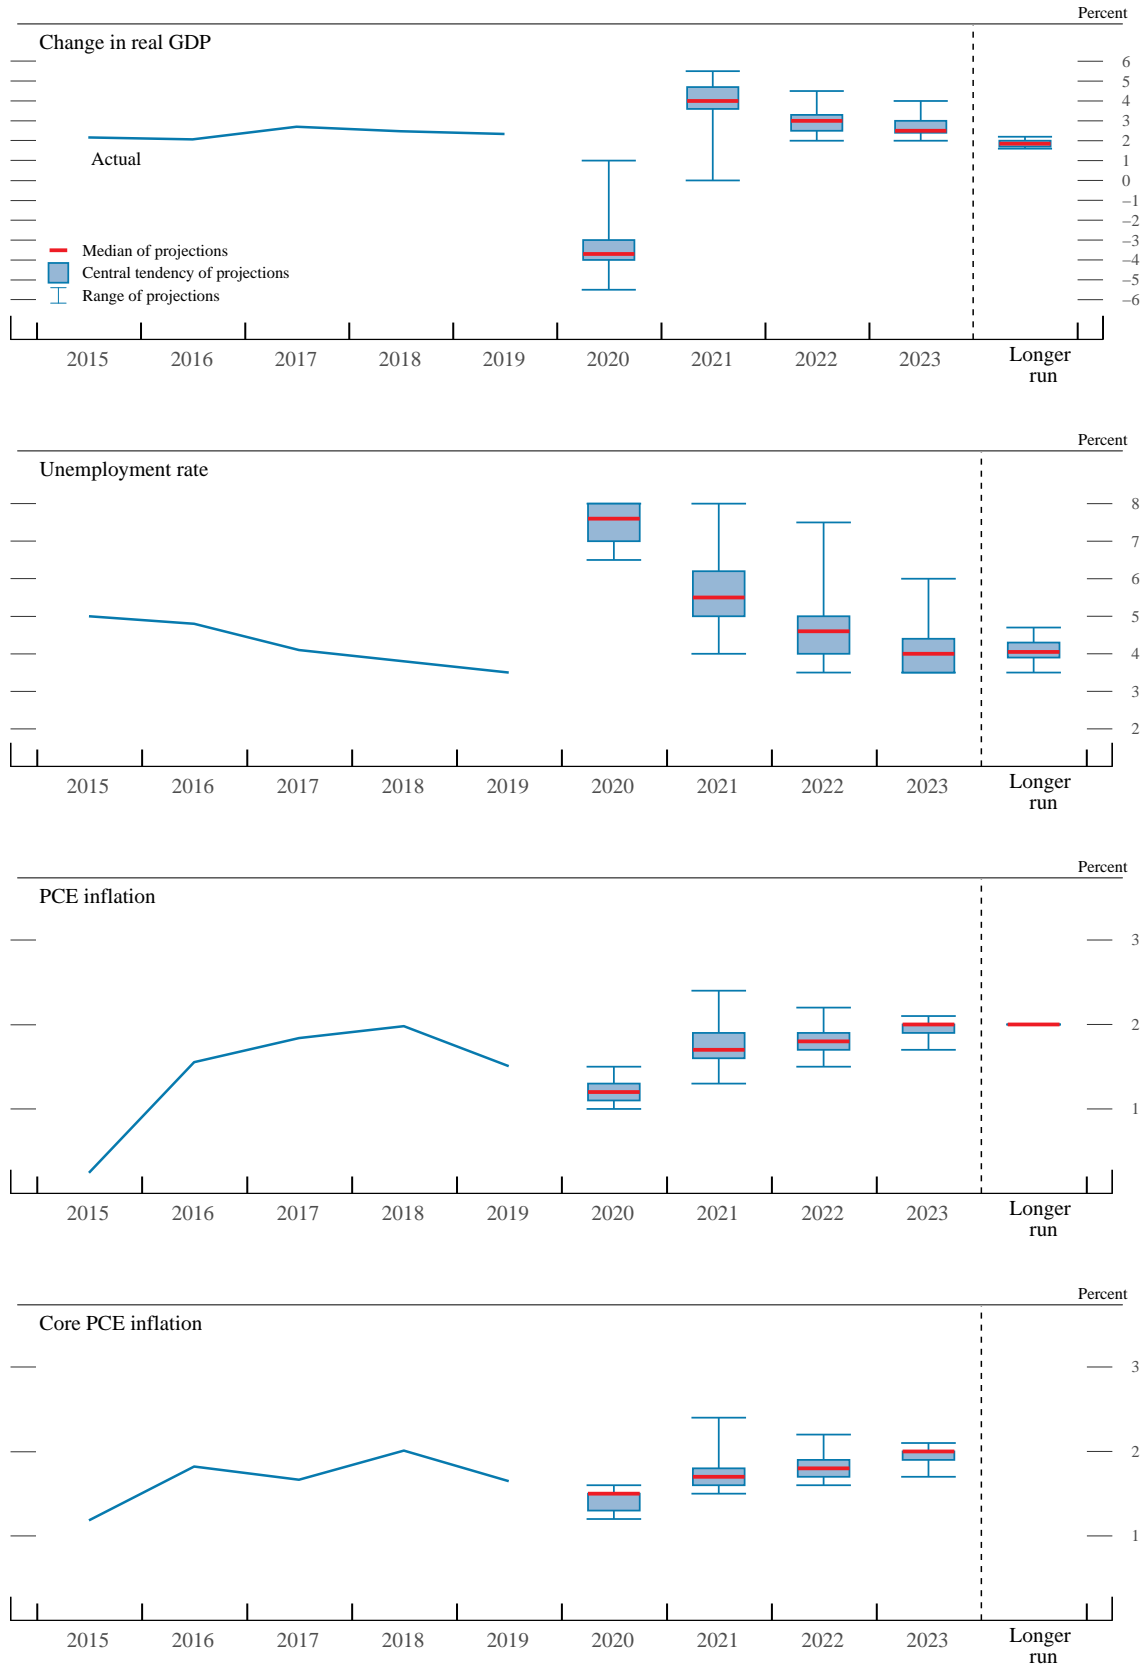 Percent
Change in real GDP
6
5
4
3
2
1
0
−1
−2
−3
−4
−5
−6
Actual
Median of projections
Central tendency of projections
Range of projections
2015 2016 2017 2018 2019 2020 2021 2022 2023 Longer
run
Percent
Unemployment rate
8
7
6
5
4
3
2
2015 2016 2017 2018 2019 2020 2021 2022 2023 Longer
run
Percent
PCE inflation
3
2
1
2015 2016 2017 2018 2019 2020 2021 2022 2023 Longer
run
Percent
Core PCE inflation
3
2
1
2015 2016 2017 2018 2019 2020 2021 2022 2023 Longer
run